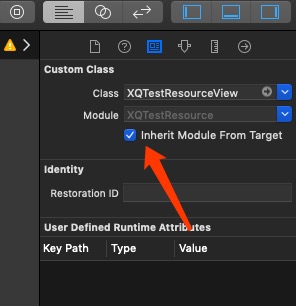 Custom Class
Class XQTestResourceView
Module XQTestResource
Inherit Module From Target
Identity
Restoration ID
User Defined Runtime Attributes
Key Path Type Value